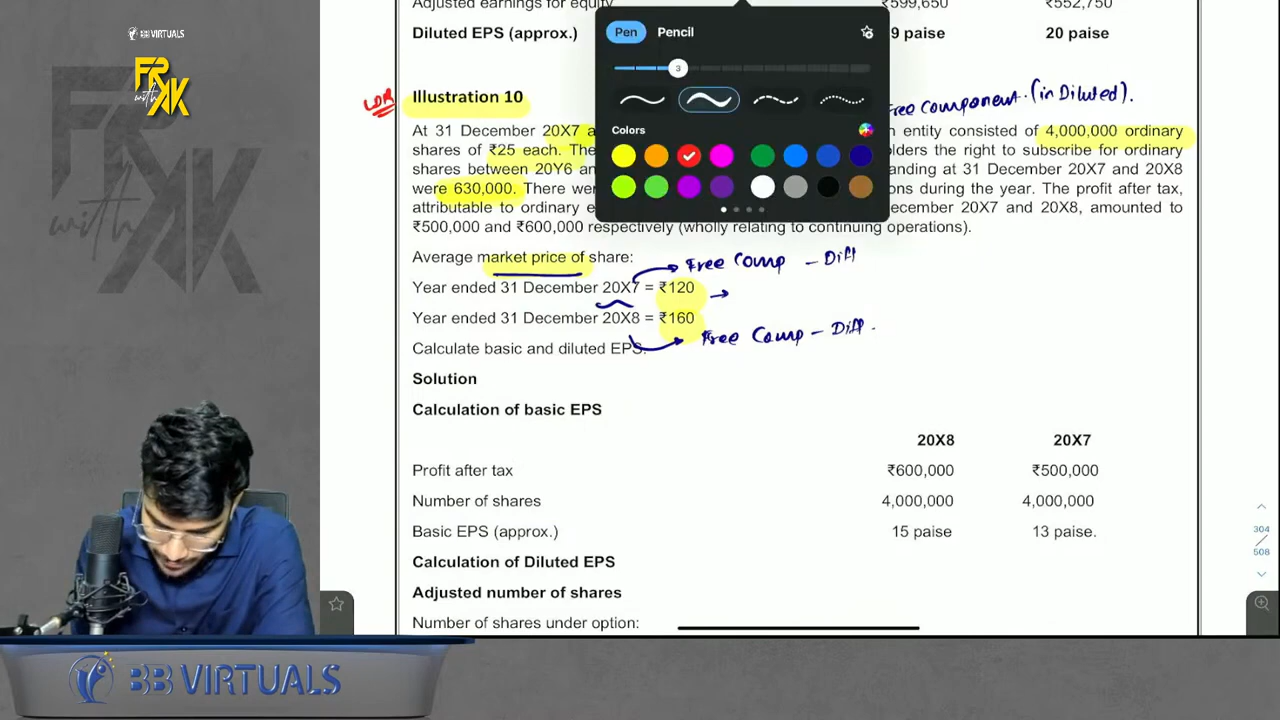 Adjusted earnings for equity ₹599,650 ₹552,750
Diluted EPS (approx.) 9 paise 20 paise
BB VIRTUALS
FR with AK
FR with AK
Pen Pencil
3
Colors
LDR Illustration 10
Free Component (in Diluted).
At 31 December 20X7 a n entity consisted of 4,000,000 ordinary
shares of ₹25 each. The olders the right to subscribe for ordinary
shares between 20Y6 an anding at 31 December 20X7 and 20X8
were 630,000. There wer ons during the year. The profit after tax,
attributable to ordinary e ecember 20X7 and 20X8, amounted to
₹500,000 and ₹600,000 respectively (wholly relating to continuing operations).
Average market price of share:
Free Comp – Diff
Year ended 31 December 20X7 = ₹120
Year ended 31 December 20X8 = ₹160
Free Comp – Diff.
Calculate basic and diluted EPS.
Solution
Calculation of basic EPS
20X8 20X7
Profit after tax ₹600,000 ₹500,000
Number of shares 4,000,000 4,000,000
Basic EPS (approx.) 15 paise 13 paise.
Calculation of Diluted EPS
Adjusted number of shares
Number of shares under option:
304
508
BB VIRTUALS